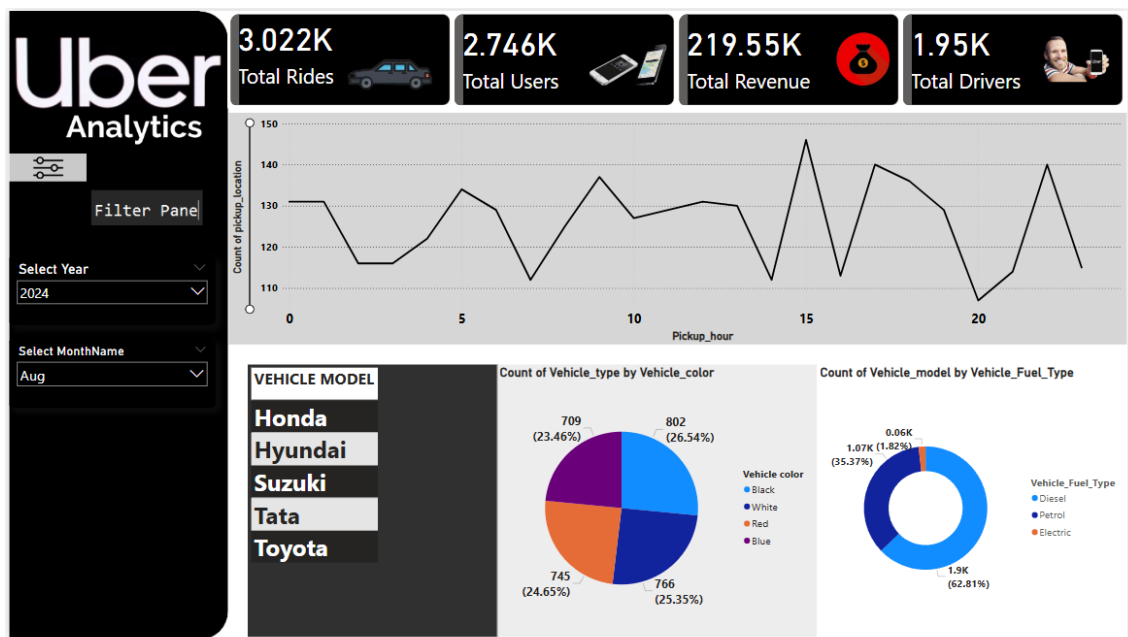 Uber
Analytics
Filter Pane
Select Year
2024
Select MonthName
Aug
3.022K
Total Rides
2.746K
Total Users
219.55K
Total Revenue
1.95K
Total Drivers
150
140
130
120
110
Count of pickup_location
0 5 10 15 20
Pickup_hour
VEHICLE MODEL
Honda
Hyundai
Suzuki
Tata
Toyota
Count of Vehicle_type by Vehicle_color
709
(23.46%)
802
(26.54%)
745
(24.65%)
766
(25.35%)
Vehicle color
Black
White
Red
Blue
Count of Vehicle_model by Vehicle_Fuel_Type
0.06K
(1.82%)
1.07K
(35.37%)
1.9K
(62.81%)
Vehicle_Fuel_Type
Diesel
Petrol
Electric